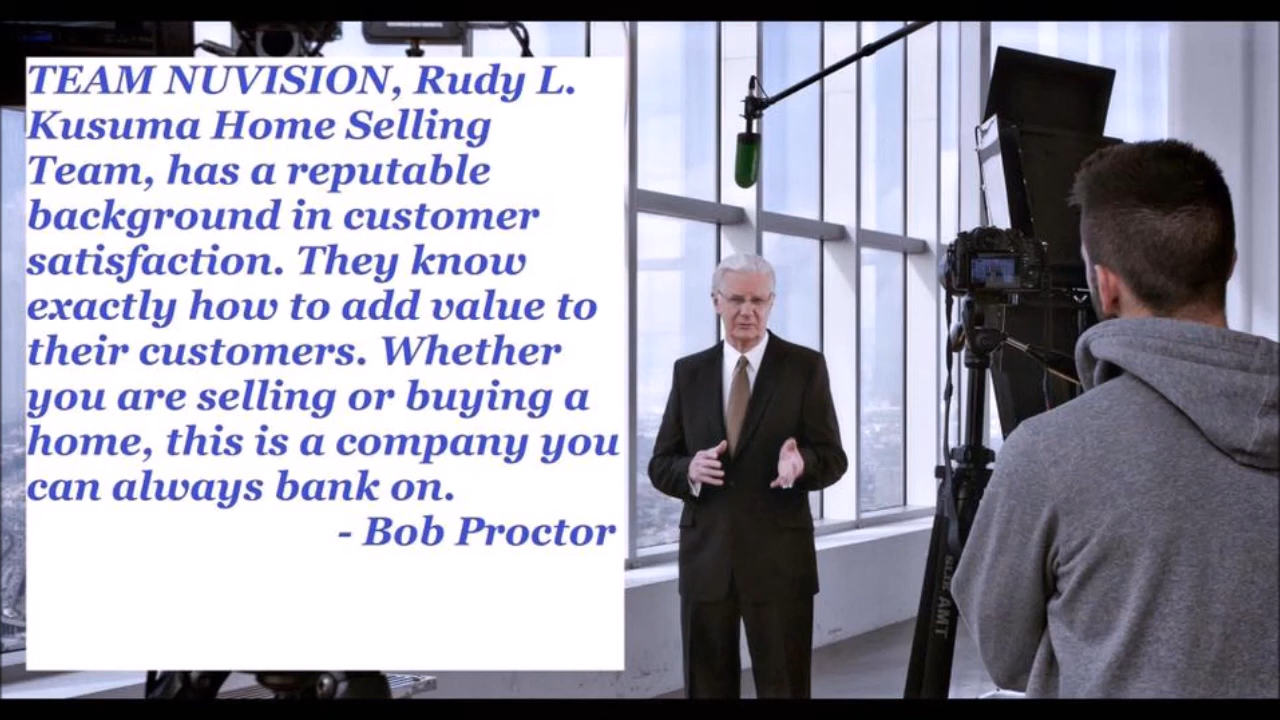 TEAM NUVISION, Rudy L.
Kusuma Home Selling
Team, has a reputable
background in customer
satisfaction. They know
exactly how to add value to
their customers. Whether
you are selling or buying a
home, this is a company you
can always bank on.
- Bob Proctor
SLIK AMT